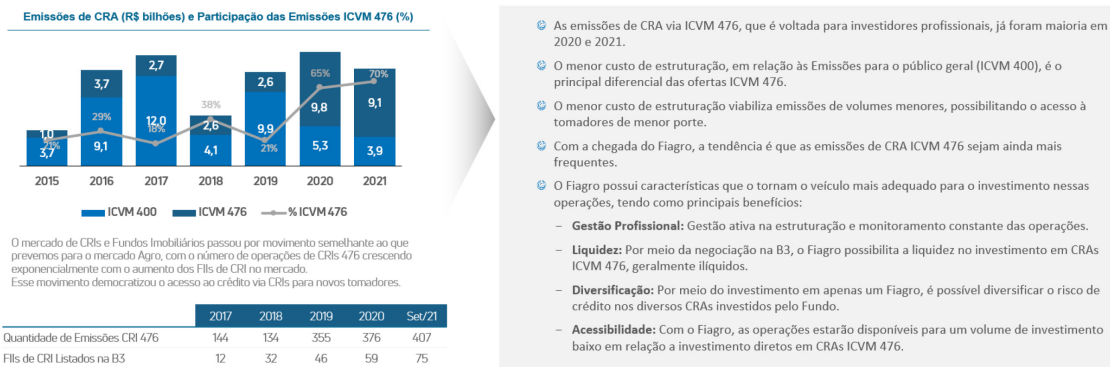 Emissões de CRA (R$ bilhões) e Participação das Emissões ICVM 476 (%)
2,7
3,7
2,6
65%
70%
38%
29%
12,0
9,8
9,1
1,0
18%
2,6
9,9
21%
21%
3,7
9,1
4,1
5,3
3,9
2015 2016 2017 2018 2019 2020 2021
ICVM 400 ICVM 476 % ICVM 476
O mercado de CRIs e Fundos Imobiliários passou por movimento semelhante ao que
prevemos para o mercado Agro, com o número de operações de CRIs 476 crescendo
exponencialmente com o aumento dos FIIs de CRI no mercado.
Esse movimento democratizou o acesso ao crédito via CRIs para novos tomadores.
2017 2018 2019 2020 Set/21
Quantidade de Emissões CRI 476 144 134 355 376 407
FIIs de CRI Listados na B3 12 32 46 59 75
As emissões de CRA via ICVM 476, que é voltada para investidores profissionais, já foram maioria em
2020 e 2021.
O menor custo de estruturação, em relação às Emissões para o público geral (ICVM 400), é o
principal diferencial das ofertas ICVM 476.
O menor custo de estruturação viabiliza emissões de volumes menores, possibilitando o acesso à
tomadores de menor porte.
Com a chegada do Fiagro, a tendência é que as emissões de CRA ICVM 476 sejam ainda mais
frequentes.
O Fiagro possui características que o tornam o veículo mais adequado para o investimento nessas
operações, tendo como principais benefícios:
– Gestão Profissional: Gestão ativa na estruturação e monitoramento constante das operações.
– Liquidez: Por meio da negociação na B3, o Fiagro possibilita a liquidez no investimento em CRAs
ICVM 476, geralmente ilíquidos.
– Diversificação: Por meio do investimento em apenas um Fiagro, é possível diversificar o risco de
crédito nos diversos CRAs investidos pelo Fundo.
– Acessibilidade: Com o Fiagro, as operações estarão disponíveis para um volume de investimento
baixo em relação a investimento diretos em CRAs ICVM 476.